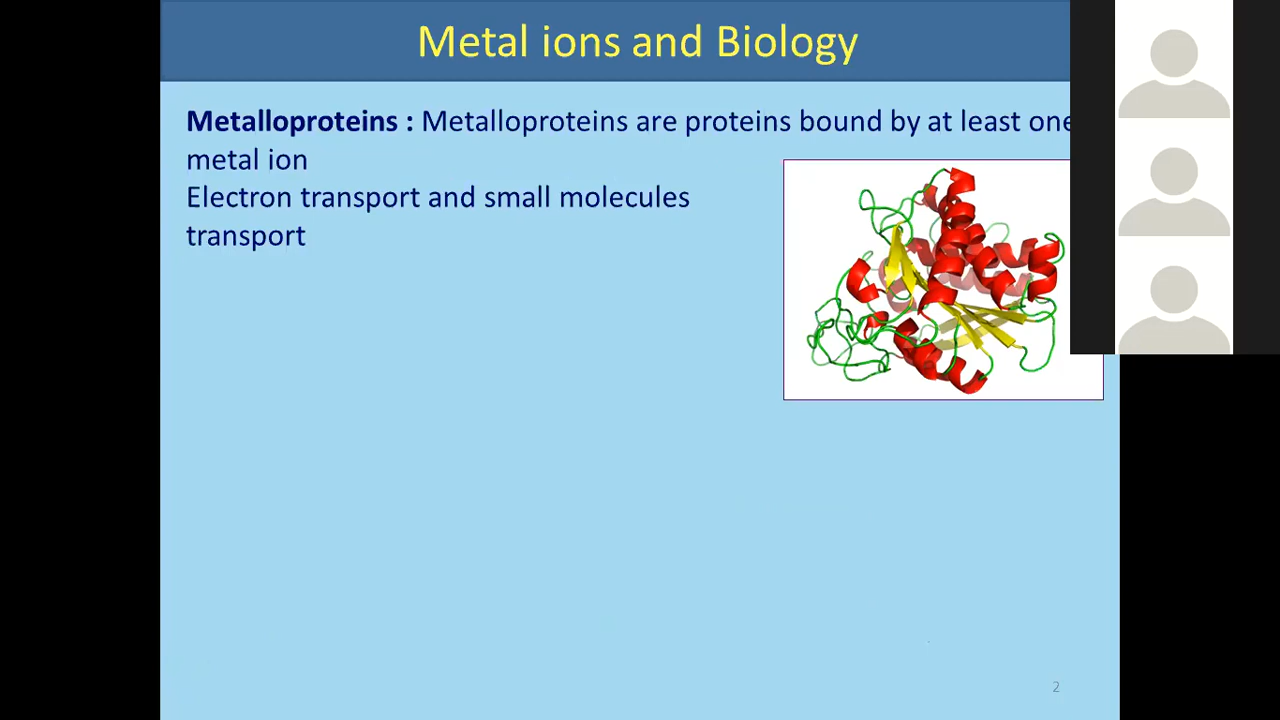 Metal ions and Biology
Metalloproteins : Metalloproteins are proteins bound by at least one
metal ion
Electron transport and small molecules
transport
2